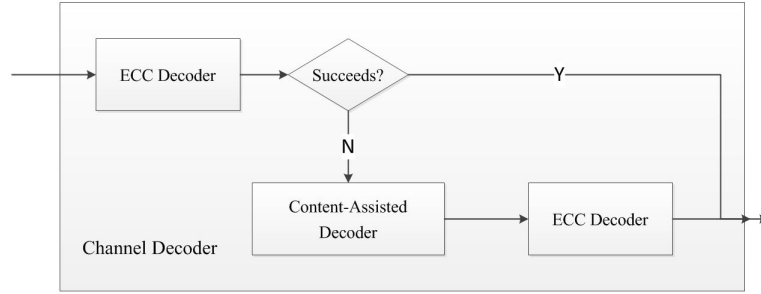 ECC Decoder
Succeeds?
Y
N
Content-Assisted
Decoder
ECC Decoder
Channel Decoder